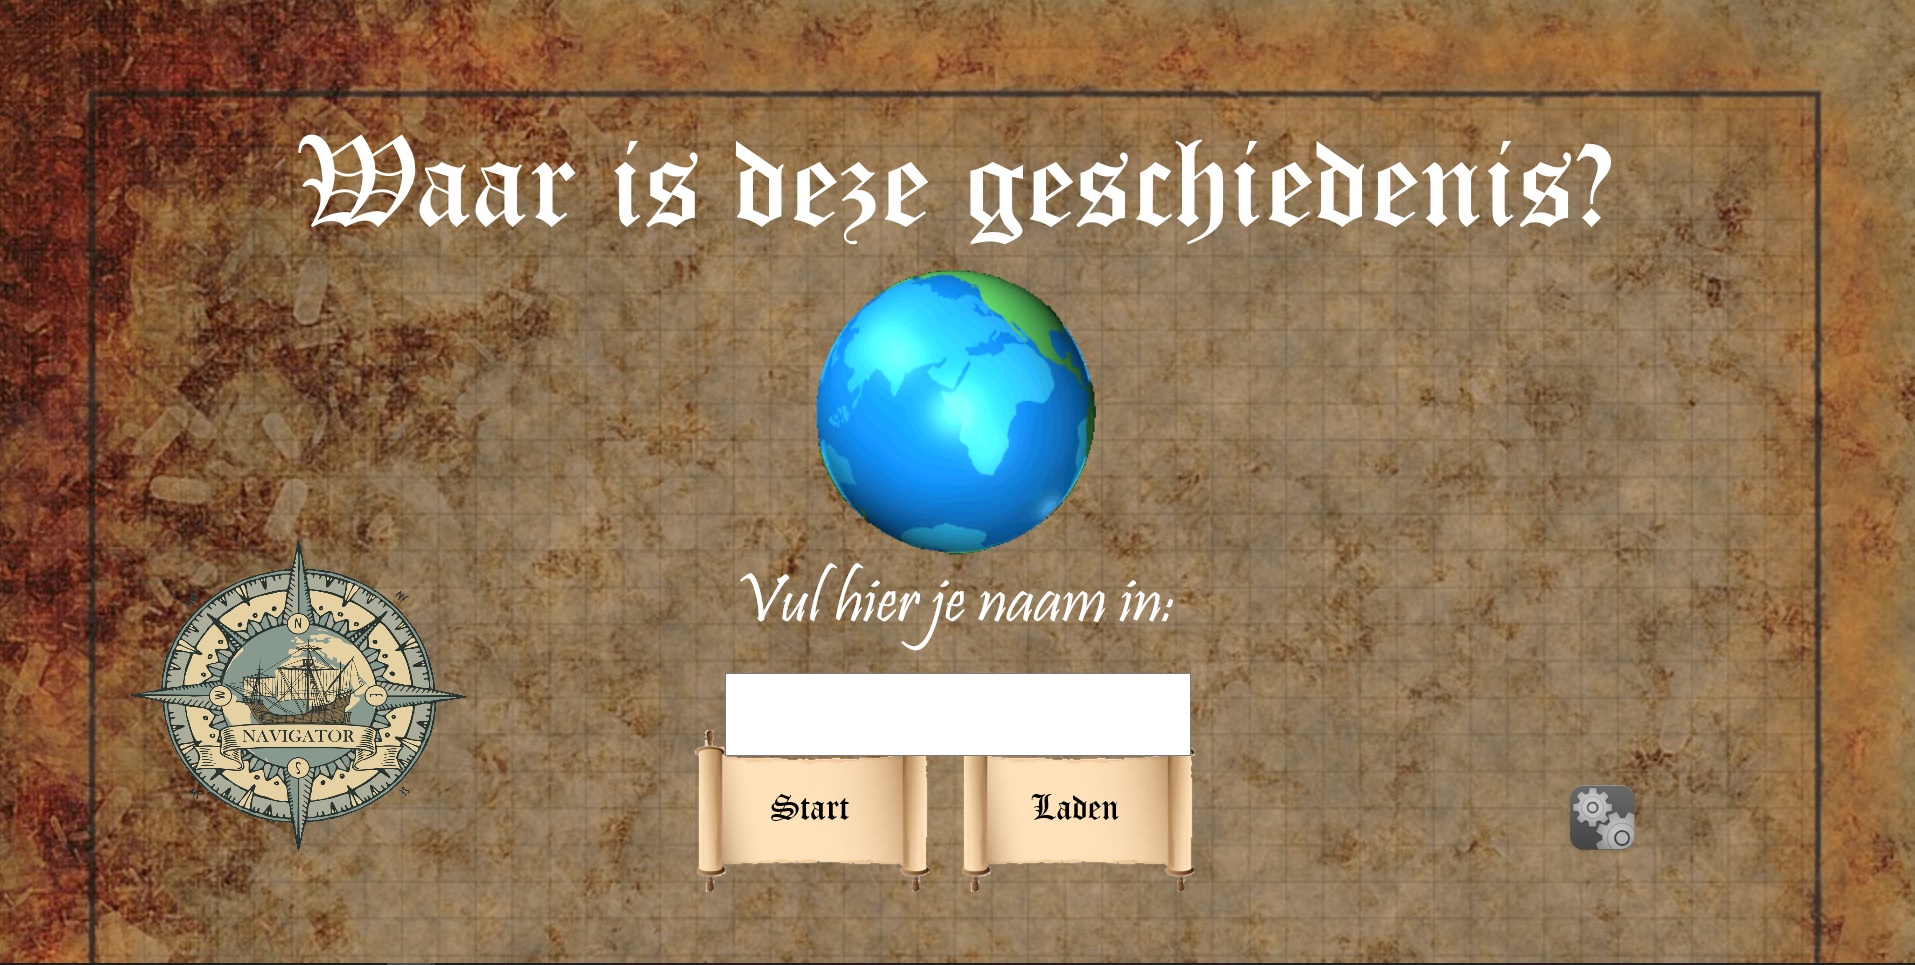 Waar is deze geschiedenis?
Vul hier je naam in:
N
W
E
NAVIGATOR
S
Start
Laden